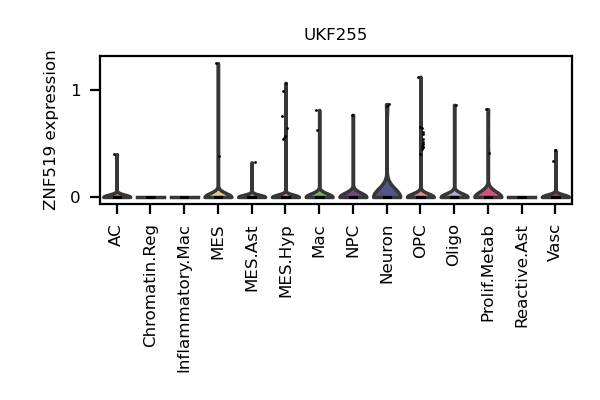 UKF255
ZNF519 expression
1
0
AC
Chromatin.Reg
Inflammatory.Mac
MES
MES.Ast
MES.Hyp
Mac
NPC
Neuron
OPC
Oligo
Prolif.Metab
Reactive.Ast
Vasc